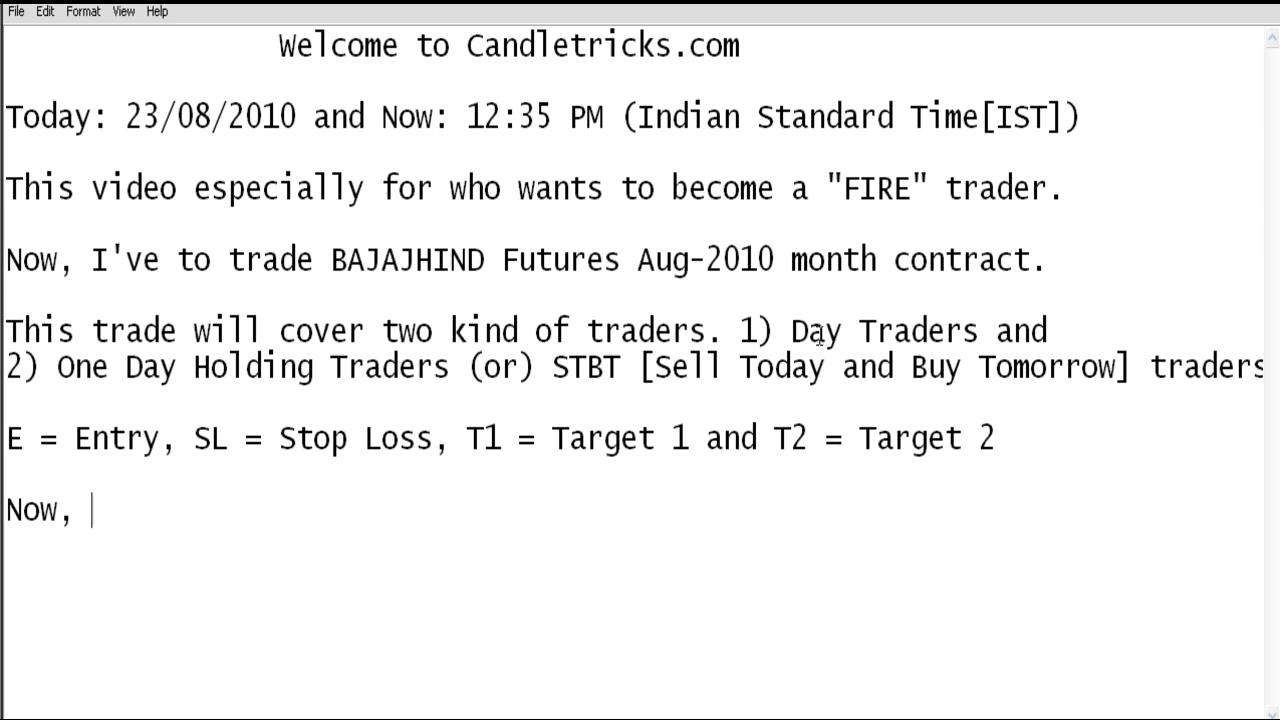 File Edit Format View Help
Welcome to Candletricks.com
Today: 23/08/2010 and Now: 12:35 PM (Indian Standard Time[IST])
This video especially for who wants to become a "FIRE" trader.
Now, I've to trade BAJAJHIND Futures Aug-2010 month contract.
This trade will cover two kind of traders. 1) Day Traders and
2) One Day Holding Traders (or) STBT [Sell Today and Buy Tomorrow] traders
E = Entry, SL = Stop Loss, T1 = Target 1 and T2 = Target 2
Now,